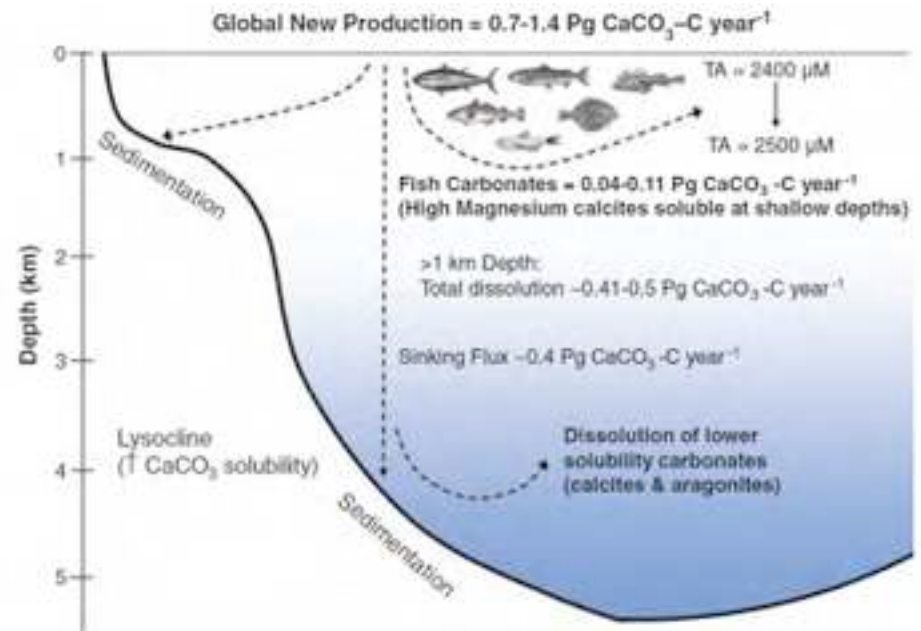 Global New Production = 0.7-1.4 Pg CaCO₃–C year⁻¹
0
TA = 2400 µM
TA = 2500 µM
Sedimentation
1
Fish Carbonates = 0.04-0.11 Pg CaCO₃ -C year⁻¹
(High Magnesium calcites soluble at shallow depths)
2
>1 km Depth:
Total dissolution ~0.41-0.5 Pg CaCO₃ -C year⁻¹
Depth (km)
3
Sinking Flux ~0.4 Pg CaCO₃ -C year⁻¹
Lysocline
(↑ CaCO₃ solubility)
Dissolution of lower
solubility carbonates
(calcites & aragonites)
4
Sedimentation
5